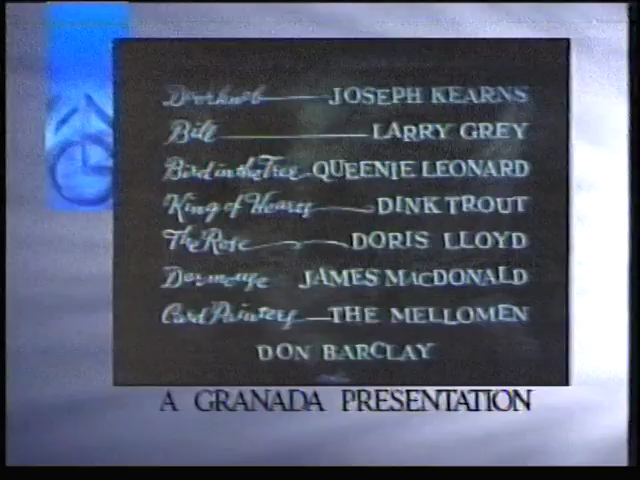 Doorknob JOSEPH KEARNS
Bill LARRY GREY
Bird in the Tree QUEENIE LEONARD
King of Hearts DINK TROUT
The Rose DORIS LLOYD
Dormouse JAMES MACDONALD
Card Painters THE MELLOMEN
DON BARCLAY
A GRANADA PRESENTATION